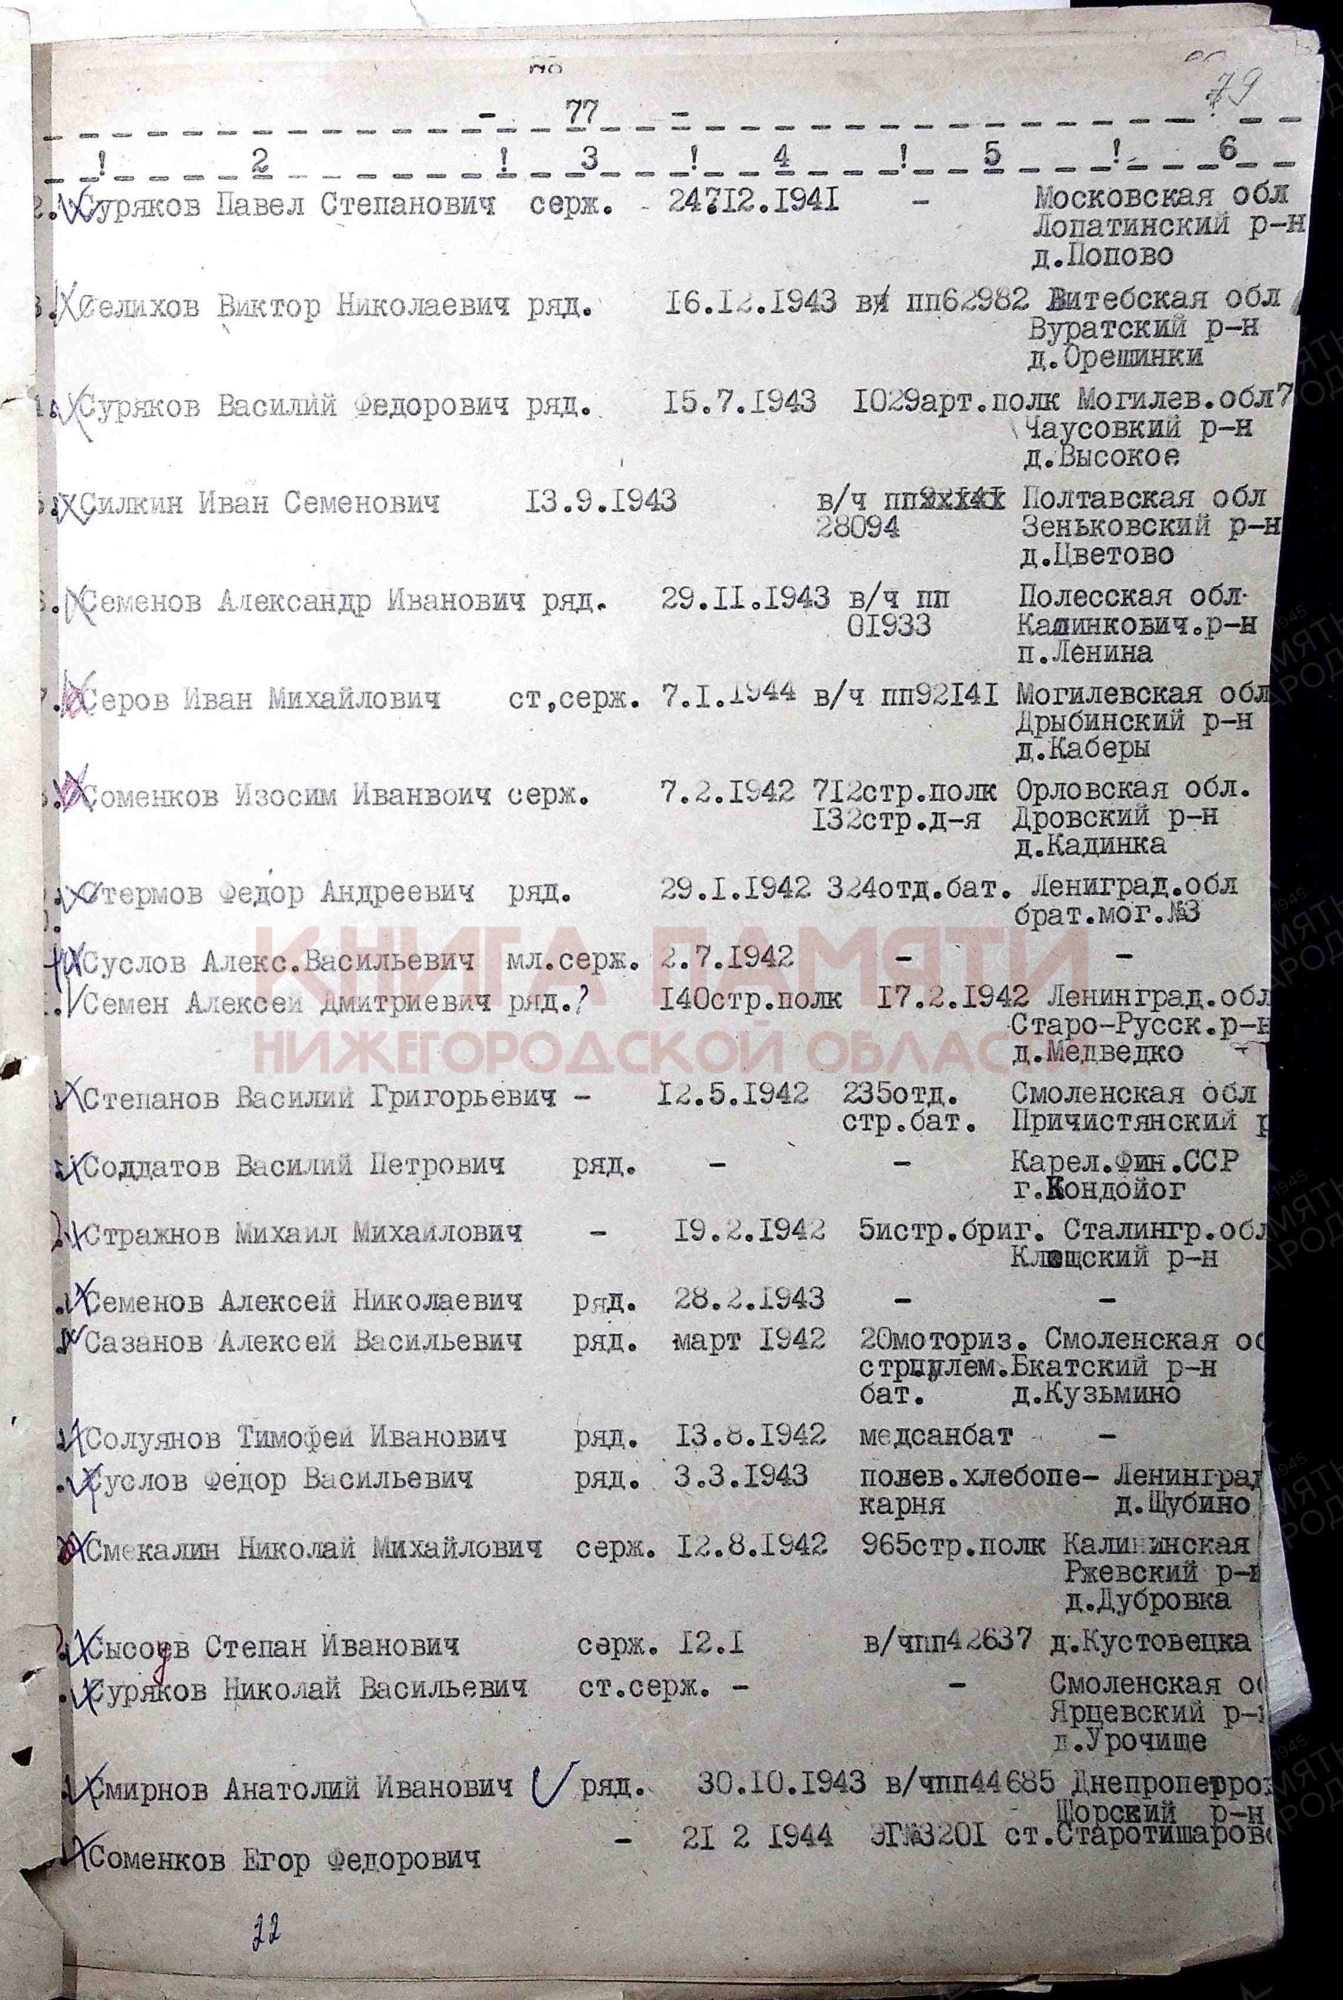 79
- 77 -
! 2 ! 3 ! 4 ! 5 ! 6
Суряков Павел Степанович серж. 24?12.1941 - Московская обл
Лопатинский р-н
д.Попово
Селихов Виктор Николаевич ряд. 16.12.1943 вч пп62982 Витебская обл
Вуратский р-н
д.Орешинки
Суряков Василий Федорович ряд. 15.7.1943 1029арт.полк Могилев.обл
Чаусовкий р-н
д.Высокое
Силкин Иван Семенович 13.9.1943 в/ч пп Полтавская обл
28094 Зеньковский р-н
д.Цветово
Семенов Александр Иванович ряд. 29.11.1943 в/ч пп Полесская обл.
01933 Калинкович.р-н
п.Ленина
Серов Иван Михайлович ст,серж. 7.1.1944 в/ч пп92141 Могилевская обл
Дрыбинский р-н
д.Каберы
Соменков Изосим Иванвоич серж. 7.2.1942 712стр.полк Орловская обл.
132стр.д-я Дровский р-н
д.Кадинка
Стермов Федор Андреевич ряд. 29.1.1942 324отд.бат. Лениград.обл
брат.мог.№3
КНИГА ПАМЯТИ
Суслов Алекс.Васильевич мл.серж. 2.7.1942 - -
Семен Алексей Дмитриевич ряд.? 140стр.полк 17.2.1942 Ленинград.обл
Старо-Русск.р-н
НИЖЕГОРОДСКОЙ ОБЛАСТИ
д.Медведко
Степанов Василий Григорьевич - 12.5.1942 235отд. Смоленская обл
стр.бат. Причистянский р
Солдатов Василий Петрович ряд. - - Карел.Фин.ССР
г.Кондойог
Стражнов Михаил Михайлович - 19.2.1942 5истр.бриг. Сталингр.обл
Клещский р-н
Семенов Алексей Николаевич ряд. 28.2.1943 - -
Сазанов Алексей Васильевич ряд. март 1942 20моториз. Смоленская об
стрпулем.Бкатский р-н
бат. д.Кузьмино
Солуянов Тимофей Иванович ряд. 13.8.1942 медсанбат -
Суслов Федор Васильевич ряд. 3.3.1943 полев.хлебопе- Ленинград
карня д.Щубино
Смекалин Николай Михайлович серж. 12.8.1942 965стр.полк Калининская
Ржевский р-н
д.Дубровка
Сысоев Степан Иванович серж. 12.1 в/чпп42637 д.Кустовецка
Суряков Николай Васильевич ст.серж. - - Смоленская об
Ярцевский р-н
д.Урочище
Смирнов Анатолий Иванович ряд. 30.10.1943 в/чпп44685 Днепропетров
Щорский р-н
- 21 2 1944 ЭГ№3201 ст.Старотишаров
Соменков Егор Федорович
22